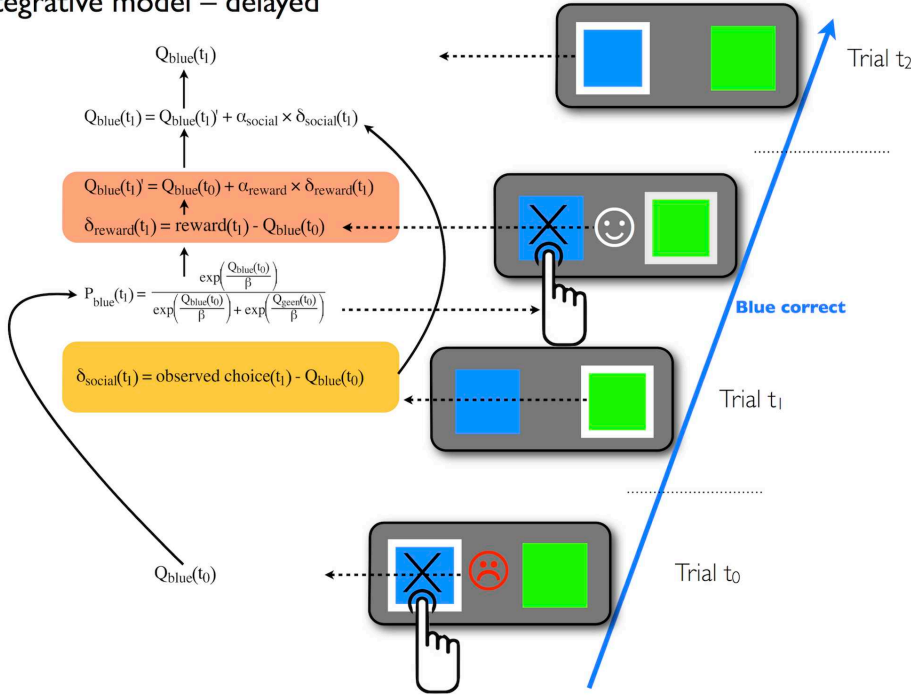 tegrative model – delayed
Q_blue(t_1)
Q_blue(t_1) = Q_blue(t_1)' + α_social × δ_social(t_1)
Q_blue(t_1)' = Q_blue(t_0) + α_reward × δ_reward(t_1)
δ_reward(t_1) = reward(t_1) - Q_blue(t_0)
P_blue(t_1) = exp(Q_blue(t_0)/β) / (exp(Q_blue(t_0)/β) + exp(Q_geen(t_0)/β))
δ_social(t_1) = observed choice(t_1) - Q_blue(t_0)
Q_blue(t_0)
Trial t_2
Blue correct
Trial t_1
Trial t_0